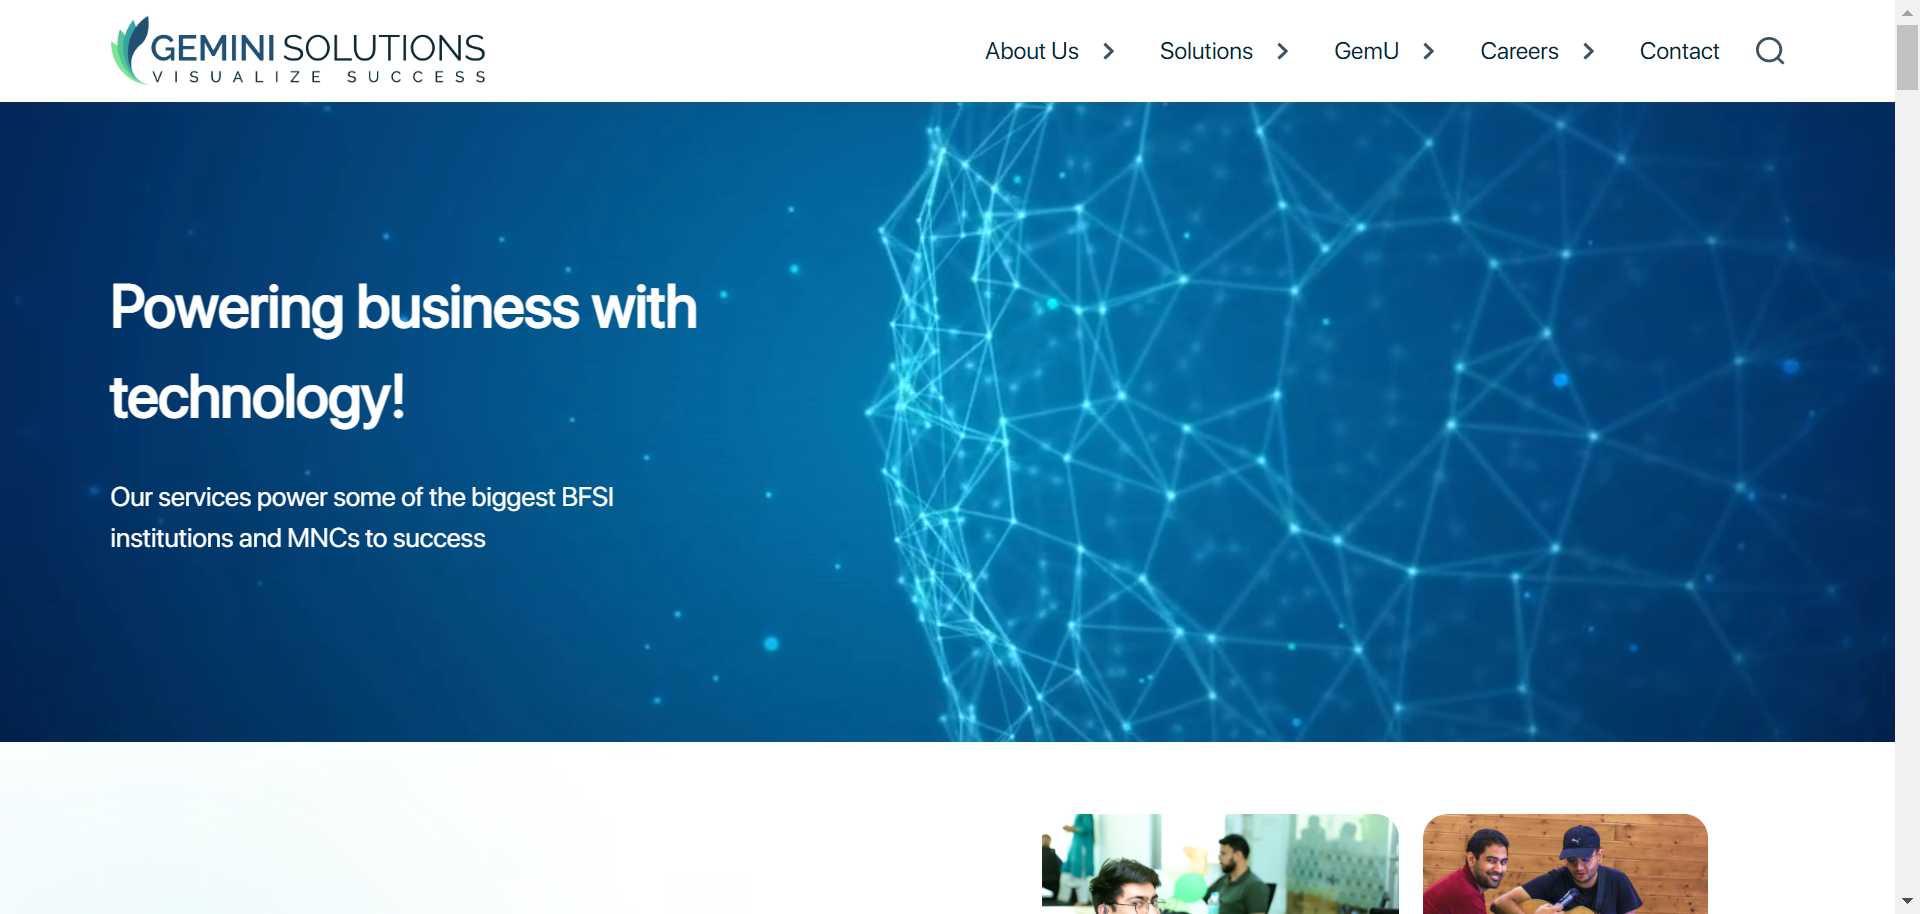 GEMINI SOLUTIONS
VISUALIZE SUCCESS
About Us
Solutions
GemU
Careers
Contact
Powering business with
technology!
Our services power some of the biggest BFSI
institutions and MNCs to success